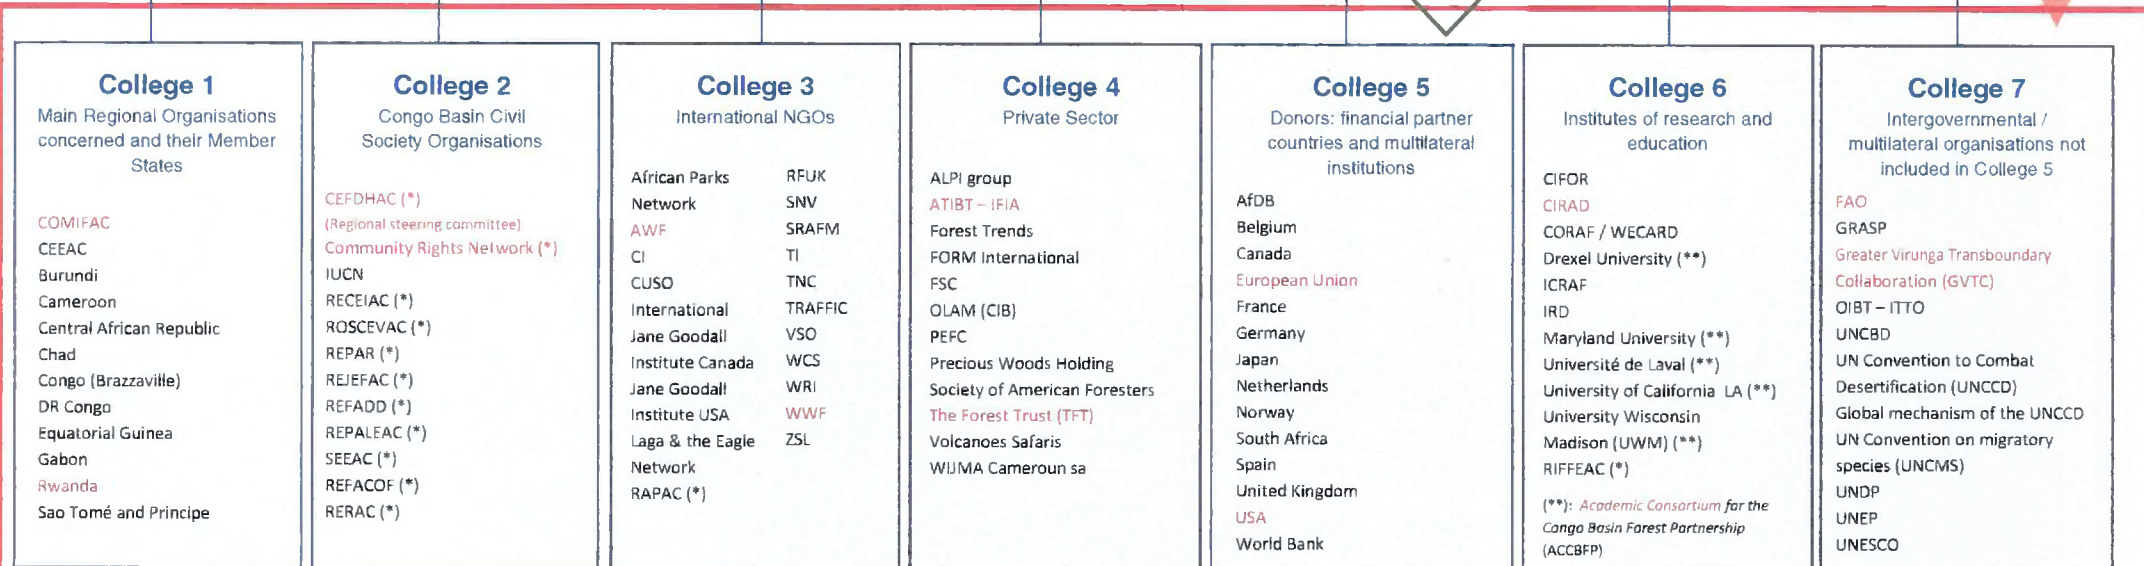 College 1
Main Regional Organisations
concerned and their Member
States
COMIFAC
CEEAC
Burundi
Cameroon
Central African Republic
Chad
Congo (Brazzaville)
DR Congo
Equatorial Guinea
Gabon
Rwanda
Sao Tomé and Principe
College 2
Congo Basin Civil
Society Organisations
CEFDHAC (*)
(Regional steering committee)
Community Rights Network (*)
IUCN
RECEIAC (*)
ROSCEVAC (*)
REPAR (*)
REJEFAC (*)
REFADD (*)
REPALEAC (*)
SEEAC (*)
REFACOF (*)
RERAC (*)
College 3
International NGOs
African Parks
Network
AWF
CI
CUSO
International
Jane Goodall
Institute Canada
Jane Goodall
Institute USA
Laga & the Eagle
Network
RAPAC (*)
RFUK
SNV
SRAFM
TI
TNC
TRAFFIC
VSO
WCS
WRI
WWF
ZSL
College 4
Private Sector
ALPI group
ATIBT – IFIA
Forest Trends
FORM International
FSC
OLAM (CIB)
PEFC
Precious Woods Holding
Society of American Foresters
The Forest Trust (TFT)
Volcanoes Safaris
WIJMA Cameroun sa
College 5
Donors: financial partner
countries and multilateral
institutions
AfDB
Belgium
Canada
European Union
France
Germany
Japan
Netherlands
Norway
South Africa
Spain
United Kingdom
USA
World Bank
College 6
Institutes of research and
education
CIFOR
CIRAD
CORAF / WECARD
Drexel University (**)
ICRAF
IRD
Maryland University (**)
Université de Laval (**)
University of California LA (**)
University Wisconsin
Madison (UWM) (**)
RIFFEAC (*)
(**): Academic Consortium for the
Congo Basin Forest Partnership
(ACCBFP)
College 7
Intergovernmental /
multilateral organisations not
included in College 5
FAO
GRASP
Greater Virunga Transboundary
Collaboration (GVTC)
OIBT – ITTO
UNCBD
UN Convention to Combat
Desertification (UNCCD)
Global mechanism of the UNCCD
UN Convention on migratory
species (UNCMS)
UNDP
UNEP
UNESCO